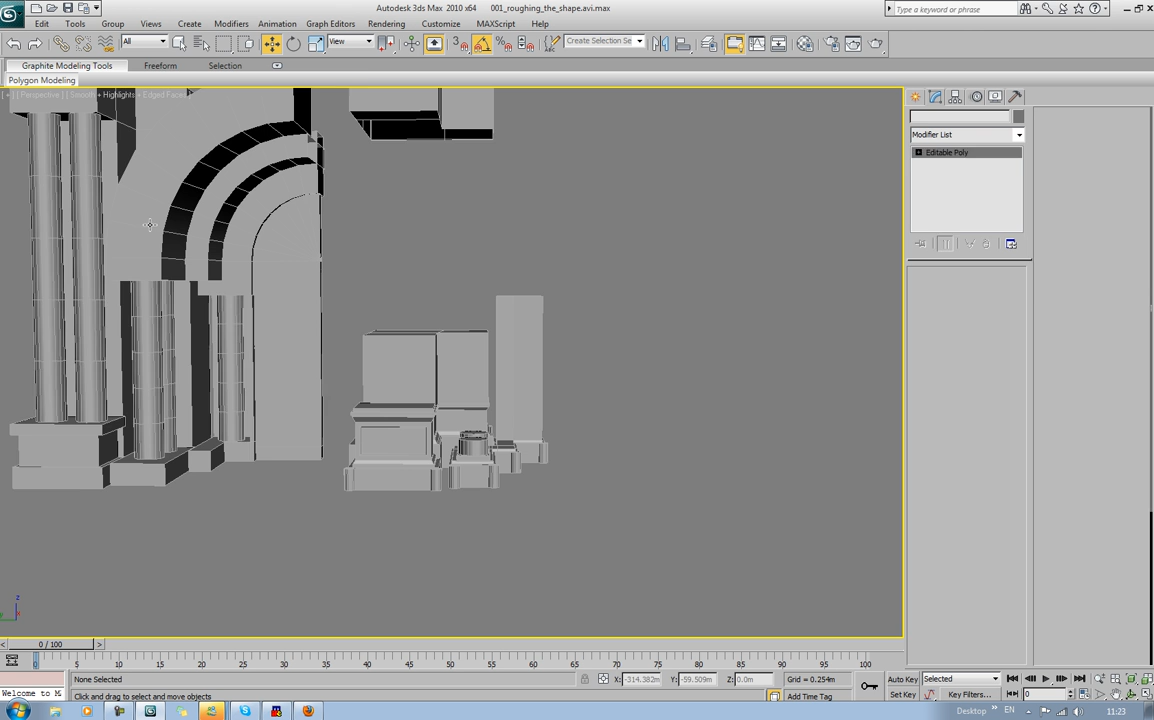 Autodesk 3ds Max 2010 x64 001_roughing_the_shape.avi.max
Type a keyword or phrase
Edit Tools Group Views Create Modifiers Animation Graph Editors Rendering Customize MAXScript Help
All View Create Selection Se
Graphite Modeling Tools Freeform Selection
Polygon Modeling
[ + ] [ Perspective ] [ Smooth + Highlights + Edged Faces ]
Modifier List
Editable Poly
z
x
y
0 / 100
0 5 10 15 20 25 30 35 40 45 50 55 60 65 70 75 80 85 90 95 100
None Selected X: -314.382m Y: -59.509m Z: 0.0m Grid = 0.254m Auto Key Selected
Welcome to M Click and drag to select and move objects Add Time Tag Set Key Key Filters... 0
Desktop EN 11:23